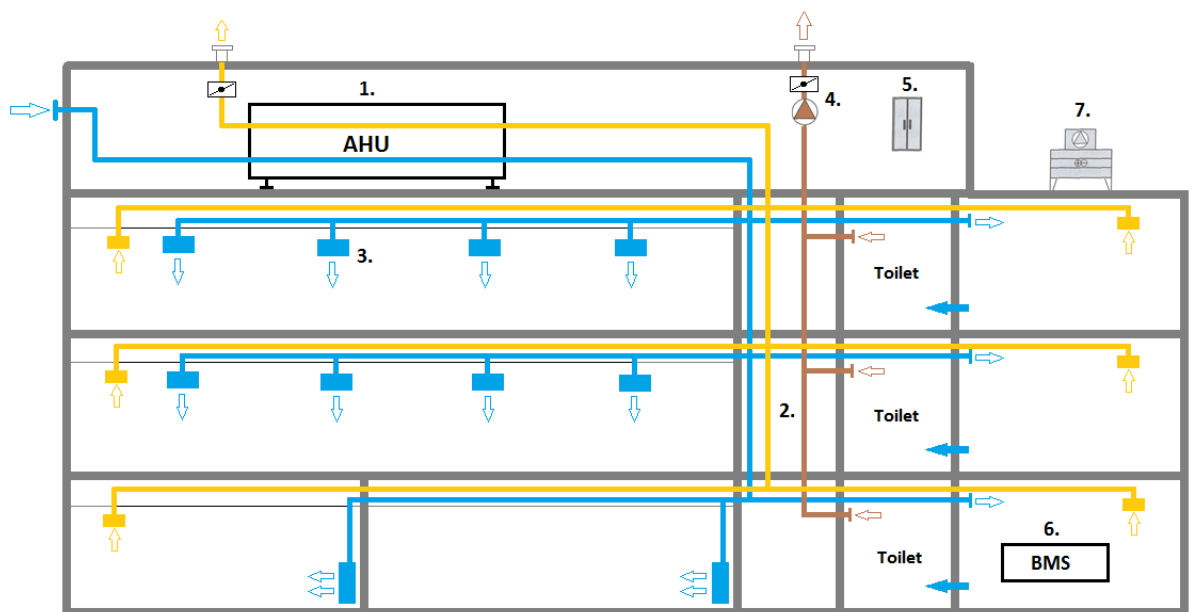 1.
AHU
4.
5.
7.
3.
Toilet
2.
Toilet
6.
BMS
Toilet